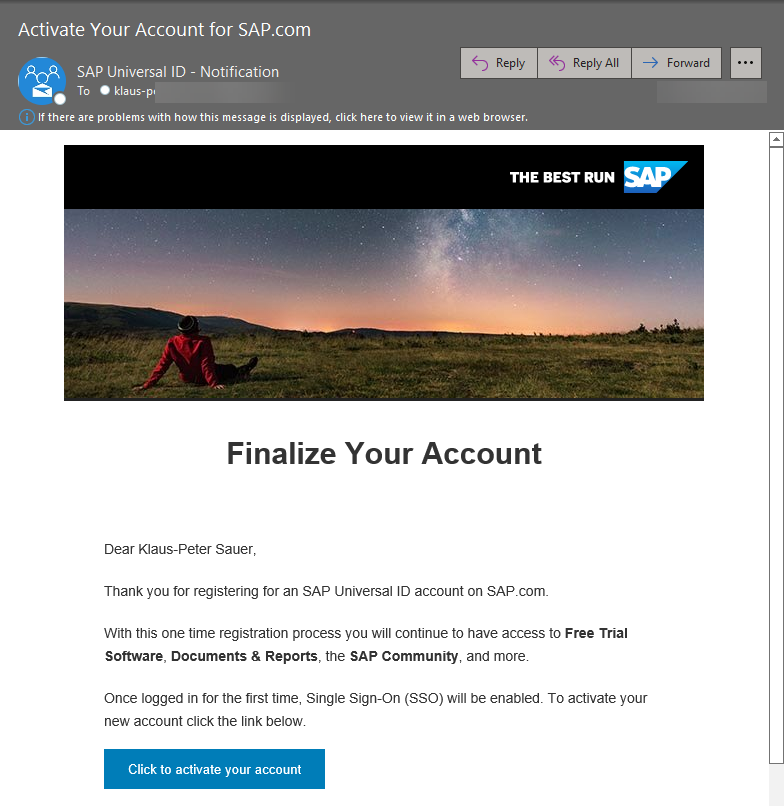 Activate Your Account for SAP.com
SAP Universal ID - Notification
Reply
Reply All
Forward
To klaus-pe
If there are problems with how this message is displayed, click here to view it in a web browser.
THE BEST RUN SAP
Finalize Your Account
Dear Klaus-Peter Sauer,
Thank you for registering for an SAP Universal ID account on SAP.com.
With this one time registration process you will continue to have access to Free Trial
Software, Documents & Reports, the SAP Community, and more.
Once logged in for the first time, Single Sign-On (SSO) will be enabled. To activate your
new account click the link below.
Click to activate your account